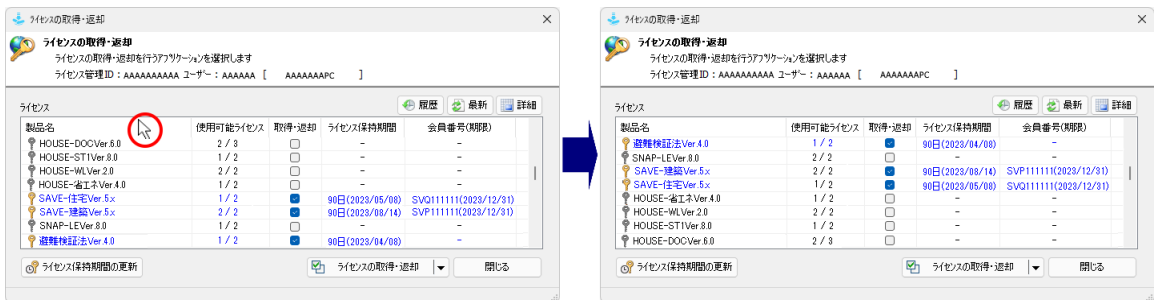 ライセンスの取得・返却
ライセンスの取得・返却
ライセンスの取得・返却を行うアプリケーションを選択します
ライセンス管理ID：AAAAAAAAAA ユーザー：AAAAAA [ AAAAAAAPC ]
ライセンス
履歴 最新 詳細
製品名 使用可能ライセンス 取得・返却 ライセンス保持期間 会員番号(期限)
HOUSE-DOCVer.6.0 2 / 3 - -
HOUSE-ST1Ver.8.0 1 / 2 - -
HOUSE-WLVer.2.0 2 / 2 - -
HOUSE-省エネVer.4.0 1 / 2 - -
SAVE-住宅Ver.5.x 1 / 2 90日(2023/05/08) SVQ111111(2023/12/31)
SAVE-建築Ver.5.x 2 / 2 90日(2023/08/14) SVP111111(2023/12/31)
SNAP-LEVer.8.0 1 / 2 - -
避難検証法Ver.4.0 1 / 2 90日(2023/04/08) -
ライセンス保持期間の更新 ライセンスの取得・返却 閉じる
ライセンスの取得・返却
ライセンスの取得・返却
ライセンスの取得・返却を行うアプリケーションを選択します
ライセンス管理ID：AAAAAAAAAA ユーザー：AAAAAA [ AAAAAAAPC ]
ライセンス
履歴 最新 詳細
製品名 使用可能ライセンス 取得・返却 ライセンス保持期間 会員番号(期限)
避難検証法Ver.4.0 1 / 2 90日(2023/04/08) -
SNAP-LEVer.8.0 2 / 2 - -
SAVE-建築Ver.5.x 2 / 2 90日(2023/08/14) SVP111111(2023/12/31)
SAVE-住宅Ver.5.x 1 / 2 90日(2023/05/08) SVQ111111(2023/12/31)
HOUSE-省エネVer.4.0 1 / 2 - -
HOUSE-WLVer.2.0 2 / 2 - -
HOUSE-ST1Ver.8.0 1 / 2 - -
HOUSE-DOCVer.6.0 2 / 3 - -
ライセンス保持期間の更新 ライセンスの取得・返却 閉じる